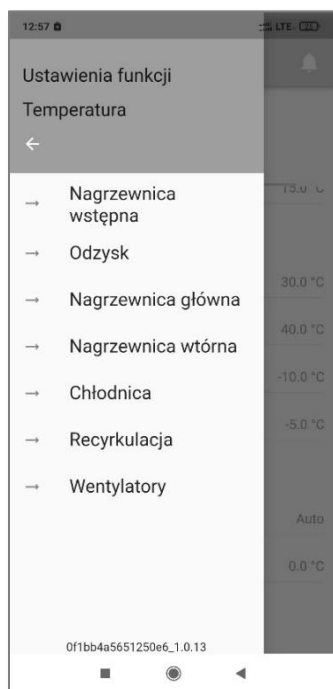 12:57
LTE
Ustawienia funkcji
Temperatura
Nagrzewnica
wstępna
Odzysk
Nagrzewnica główna
Nagrzewnica wtórna
Chłodnica
Recyrkulacja
Wentylatory
30.0 °C
40.0 °C
-10.0 °C
-5.0 °C
Auto
0.0 °C
0f1bb4a5651250e6_1.0.13